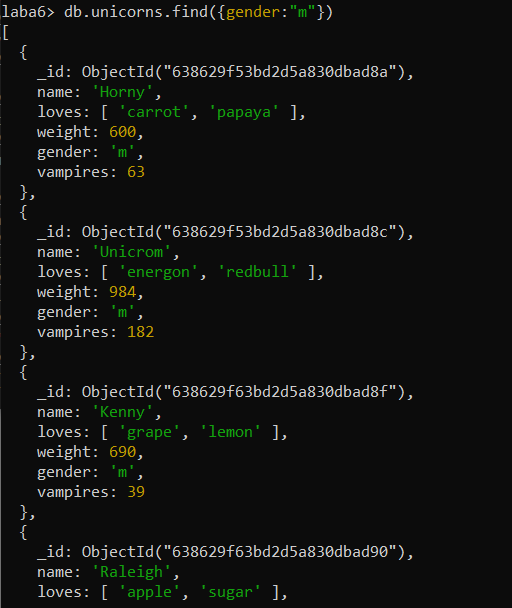 laba6> db.unicorns.find({gender:"m"})
[
  {
    _id: ObjectId("638629f53bd2d5a830dbad8a"),
    name: 'Horny',
    loves: [ 'carrot', 'papaya' ],
    weight: 600,
    gender: 'm',
    vampires: 63
  },
  {
    _id: ObjectId("638629f53bd2d5a830dbad8c"),
    name: 'Unicrom',
    loves: [ 'energon', 'redbull' ],
    weight: 984,
    gender: 'm',
    vampires: 182
  },
  {
    _id: ObjectId("638629f63bd2d5a830dbad8f"),
    name: 'Kenny',
    loves: [ 'grape', 'lemon' ],
    weight: 690,
    gender: 'm',
    vampires: 39
  },
  {
    _id: ObjectId("638629f63bd2d5a830dbad90"),
    name: 'Raleigh',
    loves: [ 'apple', 'sugar' ],